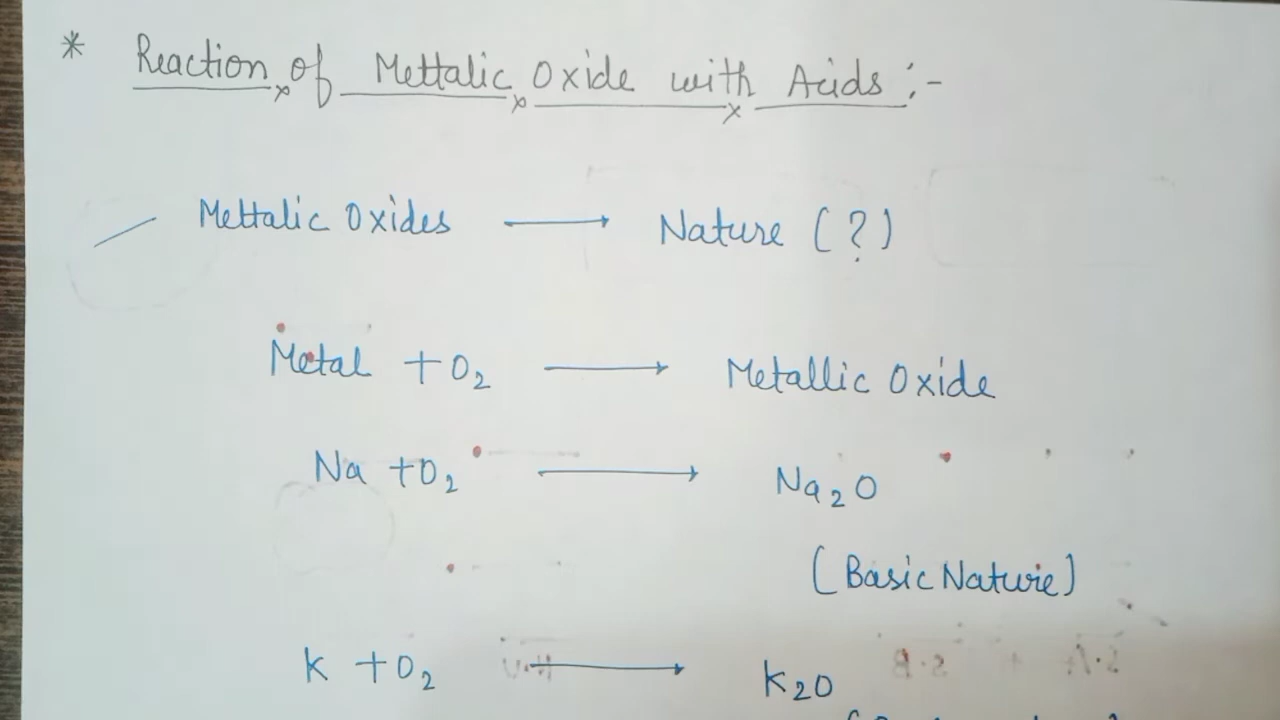 * Reaction of Mettalic Oxide with Acids :-
Mettalic Oxides → Nature (?)
Metal + O₂ → Metallic Oxide
Na + O₂ → Na₂O
(Basic Nature)
K + O₂ → K₂O